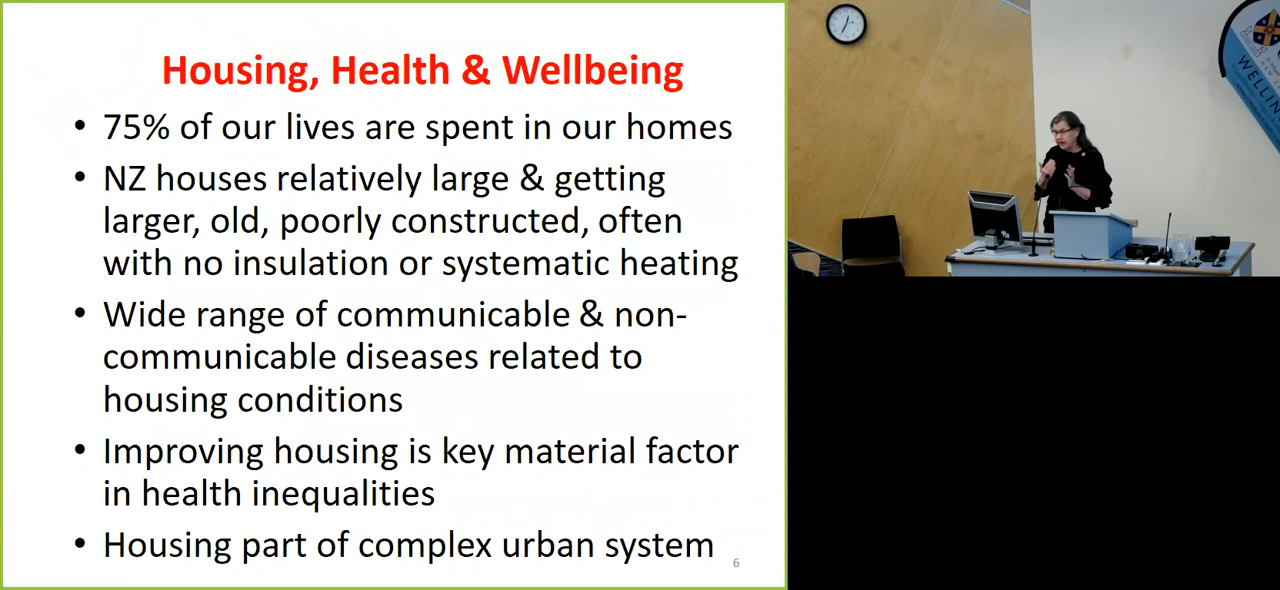 Housing, Health & Wellbeing
• 75% of our lives are spent in our homes
• NZ houses relatively large & getting
larger, old, poorly constructed, often
with no insulation or systematic heating
• Wide range of communicable & non-
communicable diseases related to
housing conditions
• Improving housing is key material factor
in health inequalities
• Housing part of complex urban system
6
WELLIN